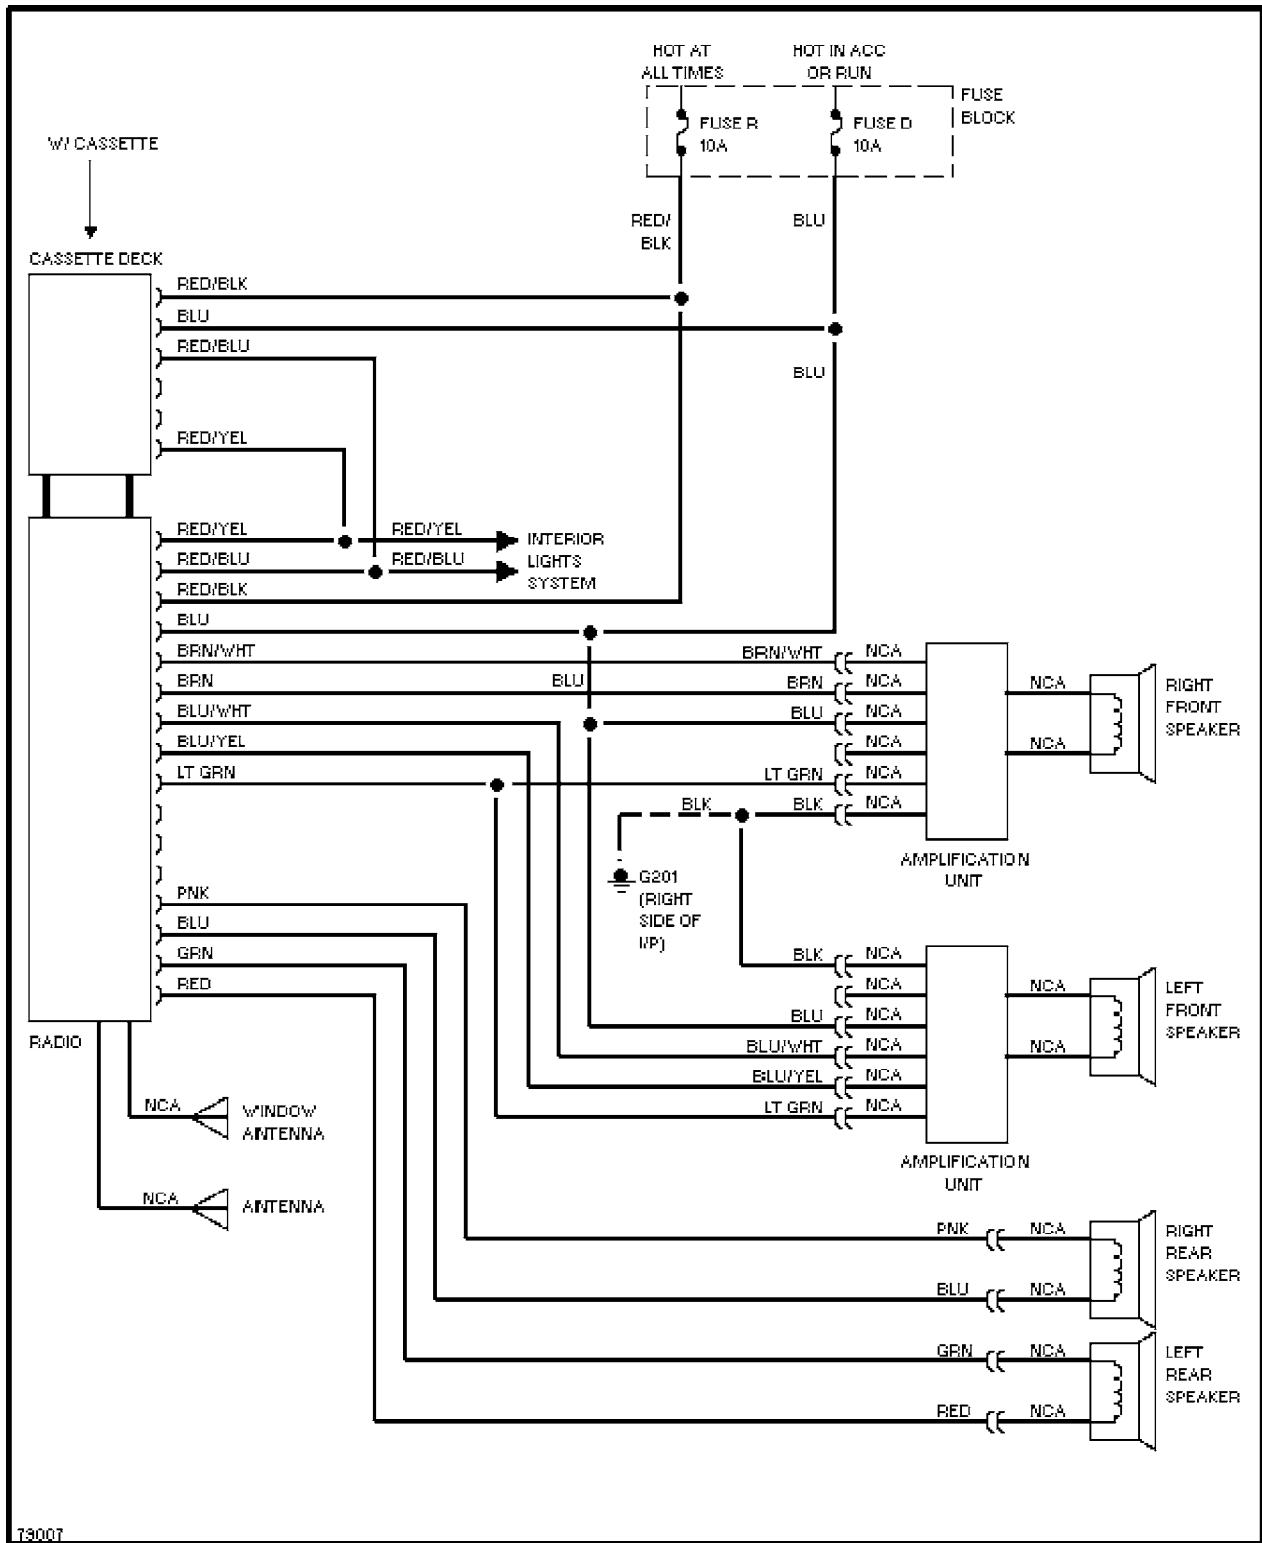 HOT AT
ALL TIMES
HOT IN ACC
OR RUN
FUSE
BLOCK
FUSE R
10A
FUSE D
10A
W/ CASSETTE
RED/
BLK
BLU
CASSETTE DECK
RED/BLK
BLU
RED/BLU
BLU
RED/YEL
RED/YEL
RED/YEL
INTERIOR
LIGHTS
SYSTEM
RED/BLU
RED/BLU
RED/BLK
BLU
BRN/WHT
BRN/WHT
NCA
BRN
BLU
BRN
NCA
NCA
RIGHT
FRONT
SPEAKER
BLU/WHT
BLU
NCA
BLU/YEL
NCA
NCA
LT GRN
LT GRN
NCA
BLK
BLK
NCA
AMPLIFICATION
UNIT
G201
(RIGHT
SIDE OF
I/P)
PNK
BLU
GRN
RED
BLK
NCA
NCA
NCA
LEFT
FRONT
SPEAKER
BLU
NCA
RADIO
BLU/WHT
NCA
NCA
BLU/YEL
NCA
LT GRN
NCA
NCA
WINDOW
ANTENNA
AMPLIFICATION
UNIT
NCA
ANTENNA
PNK
NCA
RIGHT
REAR
SPEAKER
BLU
NCA
GRN
NCA
LEFT
REAR
SPEAKER
RED
NCA
79007